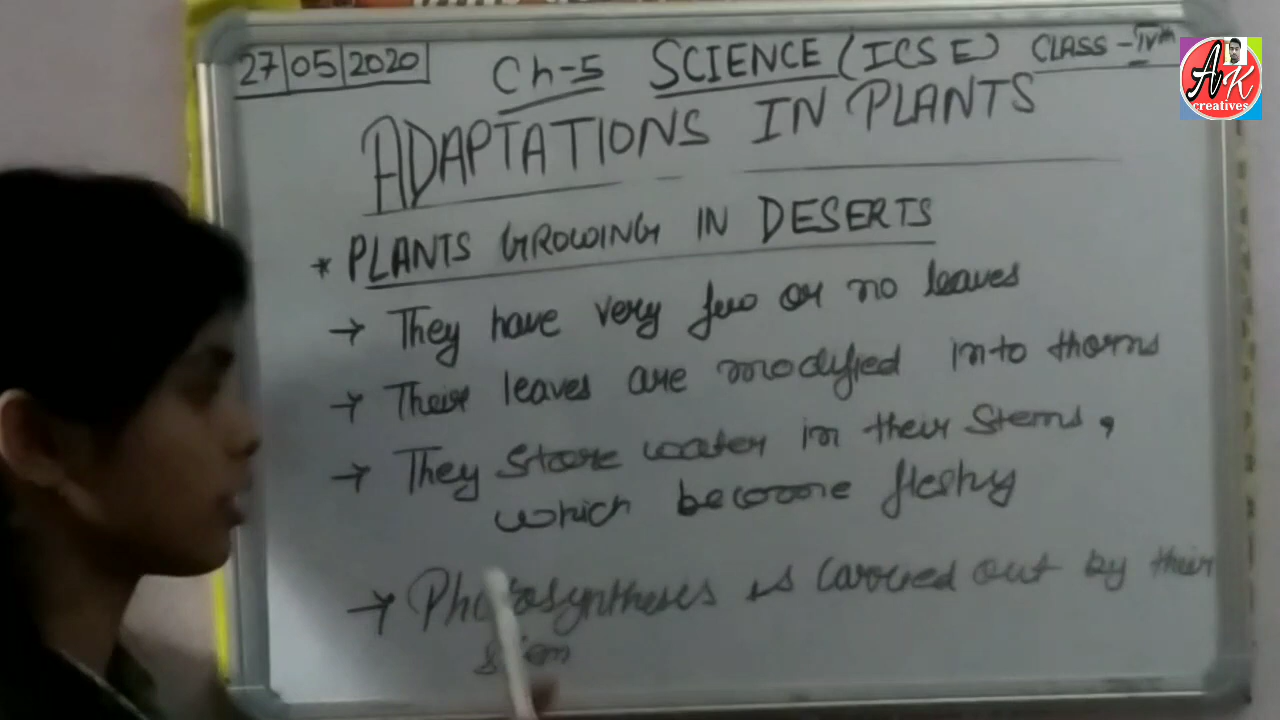 27|05|2020 Ch-5 SCIENCE (ICSE) CLASS-IVth
ADAPTATIONS IN PLANTS
* PLANTS GROWING IN DESERTS
→ They have very few or no leaves
→ Their leaves are modified into thorns
→ They store water in their stems,
which become fleshy
→ Photosynthesis is carried out by their
stem
AK
creatives